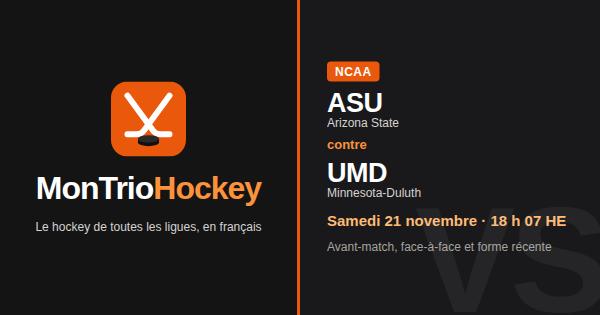 MonTrioHockey
Le hockey de toutes les ligues, en français
NCAA
ASU
Arizona State
contre
UMD
Minnesota-Duluth
Samedi 21 novembre · 18 h 07 HE
Avant-match, face-à-face et forme récente
VS